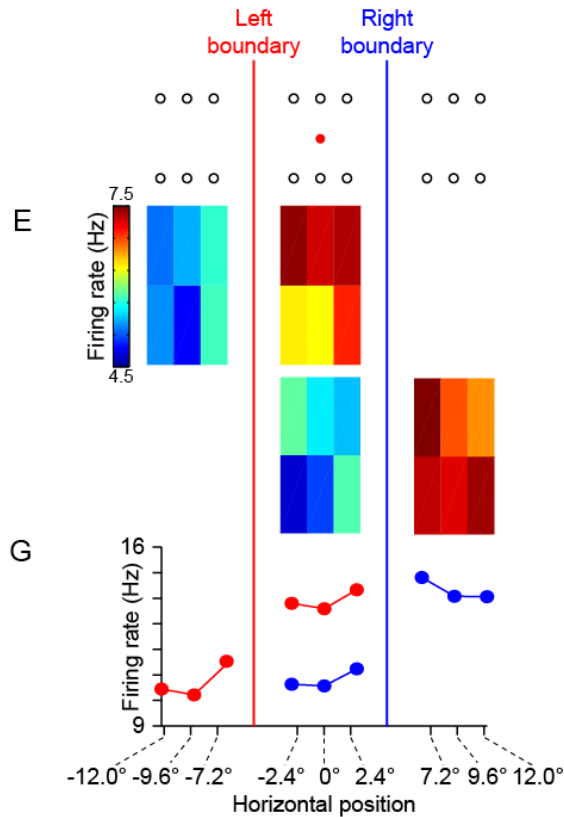 Left
boundary
Right
boundary
E
7.5
Firing rate (Hz)
4.5
G
16
Firing rate (Hz)
9
-12.0°
-9.6°
-7.2°
-2.4°
0°
2.4°
7.2°
9.6°
12.0°
Horizontal position